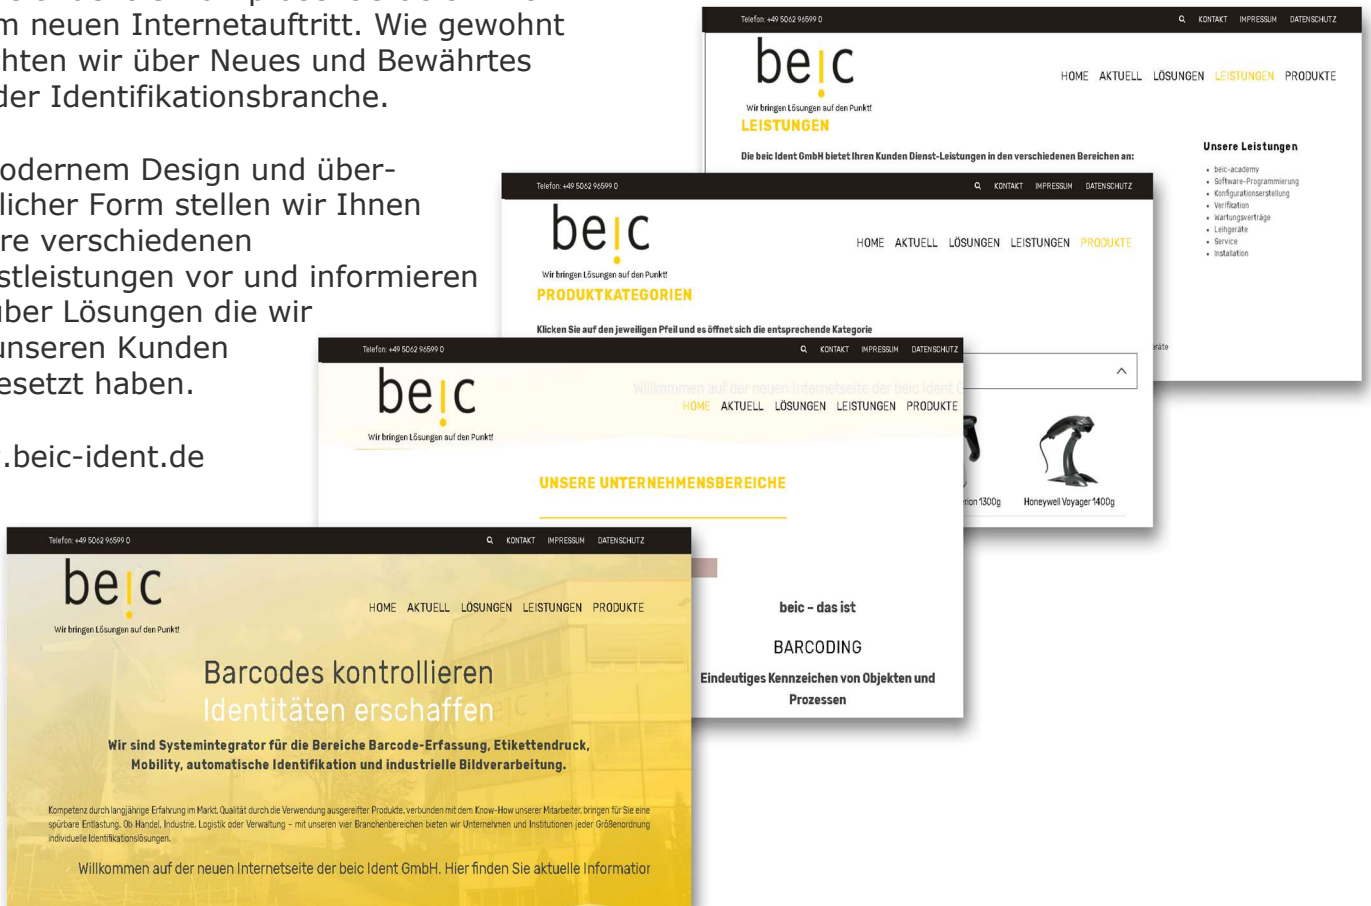 m neuen Internetauftritt. Wie gewohnt
chten wir über Neues und Bewährtes
der Identifikationsbranche.
odernem Design und über-
licher Form stellen wir Ihnen
re verschiedenen
stleistungen vor und informieren
über Lösungen die wir
unseren Kunden
esetzt haben.
.beic-ident.de
Telefon: +49 5062 96599 0
KONTAKT IMPRESSUM DATENSCHUTZ
beic
Wir bringen Lösungen auf den Punkt!
HOME AKTUELL LÖSUNGEN LEISTUNGEN PRODUKTE
LEISTUNGEN
Die beic Ident GmbH bietet Ihren Kunden Dienst-Leistungen in den verschiedenen Bereichen an:
Unsere Leistungen
• beic-academy
• Software-Programmierung
• Konfigurationserstellung
• Verifikation
• Wartungsverträge
• Leihgeräte
• Service
• Installation
räte
Telefon: +49 5062 96599 0
KONTAKT IMPRESSUM DATENSCHUTZ
beic
Wir bringen Lösungen auf den Punkt!
HOME AKTUELL LÖSUNGEN LEISTUNGEN PRODUKTE
PRODUKTKATEGORIEN
Klicken Sie auf den jeweiligen Pfeil und es öffnet sich die entsprechende Kategorie
rion 1300g
Honeywell Voyager 1400g
Telefon: +49 5062 96599 0
KONTAKT IMPRESSUM DATENSCHUTZ
beic
Wir bringen Lösungen auf den Punkt!
Willkommen auf der neuen Internetseite der beic Ident G
HOME AKTUELL LÖSUNGEN LEISTUNGEN PRODUKTE
UNSERE UNTERNEHMENSBEREICHE
beic – das ist
BARCODING
Eindeutiges Kennzeichen von Objekten und
Prozessen
Telefon: +49 5062 96599 0
KONTAKT IMPRESSUM DATENSCHUTZ
beic
Wir bringen Lösungen auf den Punkt!
HOME AKTUELL LÖSUNGEN LEISTUNGEN PRODUKTE
Barcodes kontrollieren
Identitäten erschaffen
Wir sind Systemintegrator für die Bereiche Barcode-Erfassung, Etikettendruck,
Mobility, automatische Identifikation und industrielle Bildverarbeitung.
Kompetenz durch langjährige Erfahrung im Markt, Qualität durch die Verwendung ausgereifter Produkte, verbunden mit dem Know-How unserer Mitarbeiter, bringen für Sie eine
spürbare Entlastung. Ob Handel, Industrie, Logistik oder Verwaltung – mit unseren vier Branchenbereichen bieten wir Unternehmen und Institutionen jeder Größenordnung
individuelle Identifikationslösungen.
Willkommen auf der neuen Internetseite der beic Ident GmbH. Hier finden Sie aktuelle Information